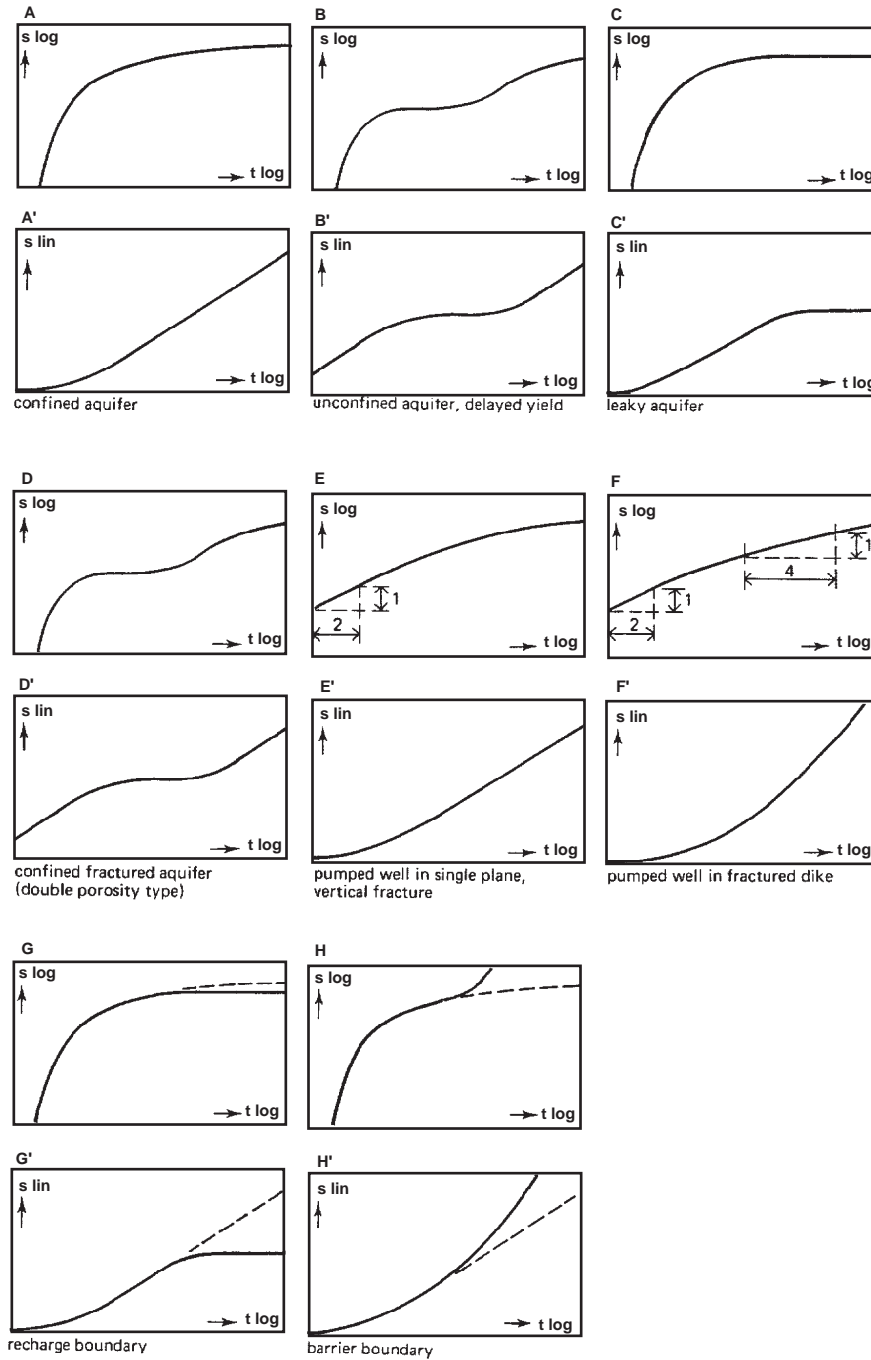 A
s log
t log
B
s log
t log
C
s log
t log
A'
s lin
t log
confined aquifer
B'
s lin
t log
unconfined aquiter, delayed yield
C'
s lin
t log
leaky aquifer
D
s log
t log
E
s log
1
2
t log
F
s log
1
4
1
2
t log
D'
s lin
t log
confined fractured aquifer
(double porosity type)
E'
s lin
t log
pumped well in single plane,
vertical fracture
F'
s lin
t log
pumped well in fractured dike
G
s log
t log
H
s log
t log
G'
s lin
t log
recharge boundary
H'
s lin
t log
barrier boundary